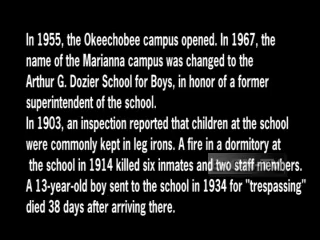 In 1955, the Okeechobee campus opened. In 1967, the
name of the Marianna campus was changed to the
Arthur G. Dozier School for Boys, in honor of a former
superintendent of the school.
In 1903, an inspection reported that children at the school
were commonly kept in leg irons. A fire in a dormitory at
the school in 1914 killed six inmates and two staff members.
A 13-year-old boy sent to the school in 1934 for "trespassing"
died 38 days after arriving there.